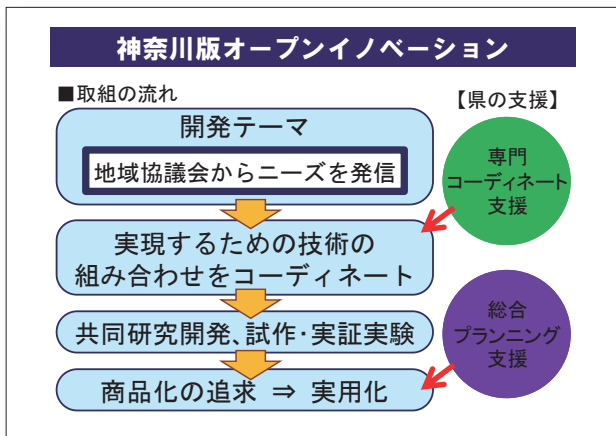 神奈川版オープンイノベーション
■取組の流れ
【県の支援】
開発テーマ
地域協議会からニーズを発信
専門
コーディネート
支援
実現するための技術の
組み合わせをコーディネート
共同研究開発、試作・実証実験
総合
プランニング
支援
商品化の追求 ⇒ 実用化